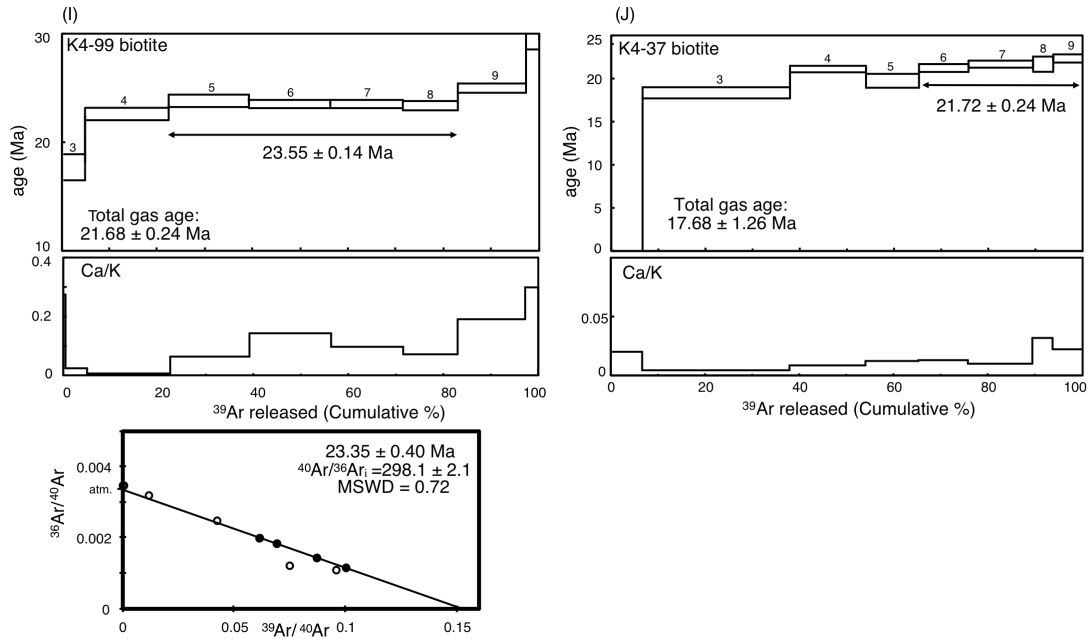 (I)
K4-99 biotite
age (Ma)
30
20
10
3
4
5
6
7
8
9
23.55 ± 0.14 Ma
Total gas age:
21.68 ± 0.24 Ma
Ca/K
0.4
0.2
0
0 20 40 60 80 100
³⁹Ar released (Cumulative %)
(J)
K4-37 biotite
age (Ma)
25
20
15
10
5
0
3
4
5
6
7
8
9
21.72 ± 0.24 Ma
Total gas age:
17.68 ± 1.26 Ma
Ca/K
0.05
0
0 20 40 60 80 100
³⁹Ar released (Cumulative %)
23.35 ± 0.40 Ma
⁴⁰Ar/³⁶Arᵢ =298.1 ± 2.1
MSWD = 0.72
³⁶Ar/⁴⁰Ar
0.004
atm.
0.002
0
0 0.05 0.1 0.15
³⁹Ar/⁴⁰Ar